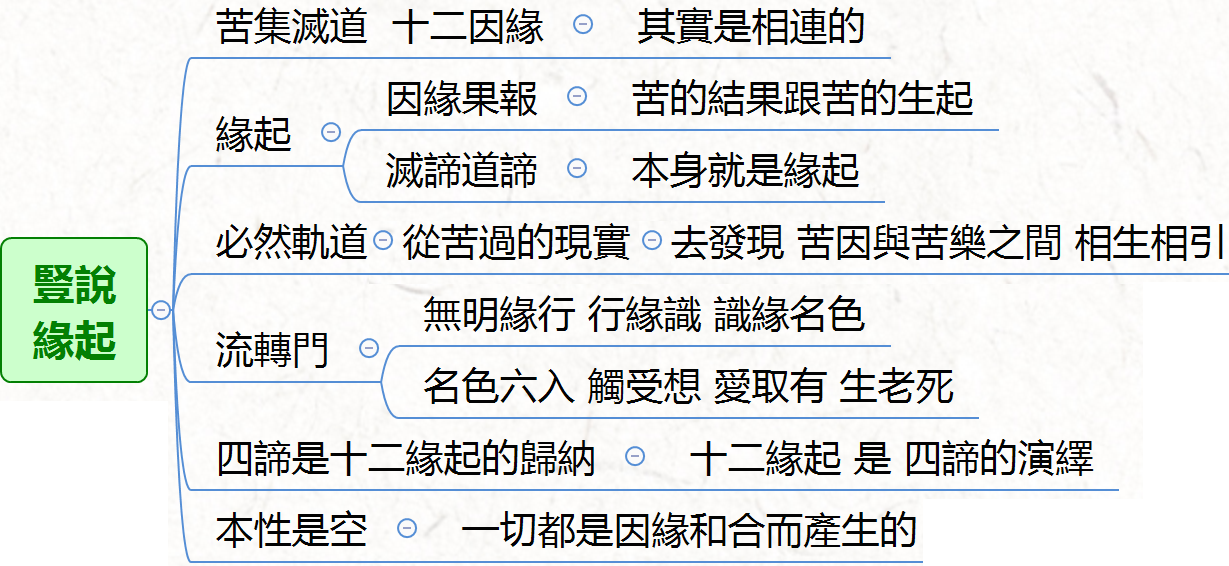 苦集滅道 十二因緣 其實是相連的
因緣果報 苦的結果跟苦的生起
緣起
滅諦道諦 本身就是緣起
必然軌道 從苦過的現實 去發現 苦因與苦樂之間 相生相引
豎說
緣起
無明緣行 行緣識 識緣名色
流轉門
名色六入 觸受想 愛取有 生老死
四諦是十二緣起的歸納 十二緣起 是 四諦的演繹
本性是空 一切都是因緣和合而產生的